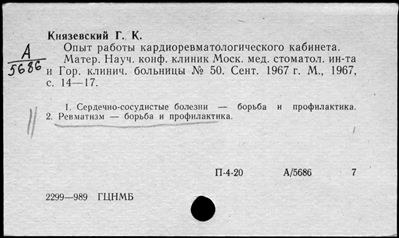 Князевский Г. К.
А
5686
Опыт работы кардиоревматологического кабинета.
Матер. Науч. конф. клиник Моск. мед. стоматол. ин-та
и Гор. клинич. больницы № 50. Сент. 1967 г. М., 1967,
с. 14—17.
1. Сердечно-сосудистые болезни — борьба и профилактика.
2. Ревматизм — борьба и профилактика.
П-4-20 А/5686 7
2299—989 ГЦНМБ